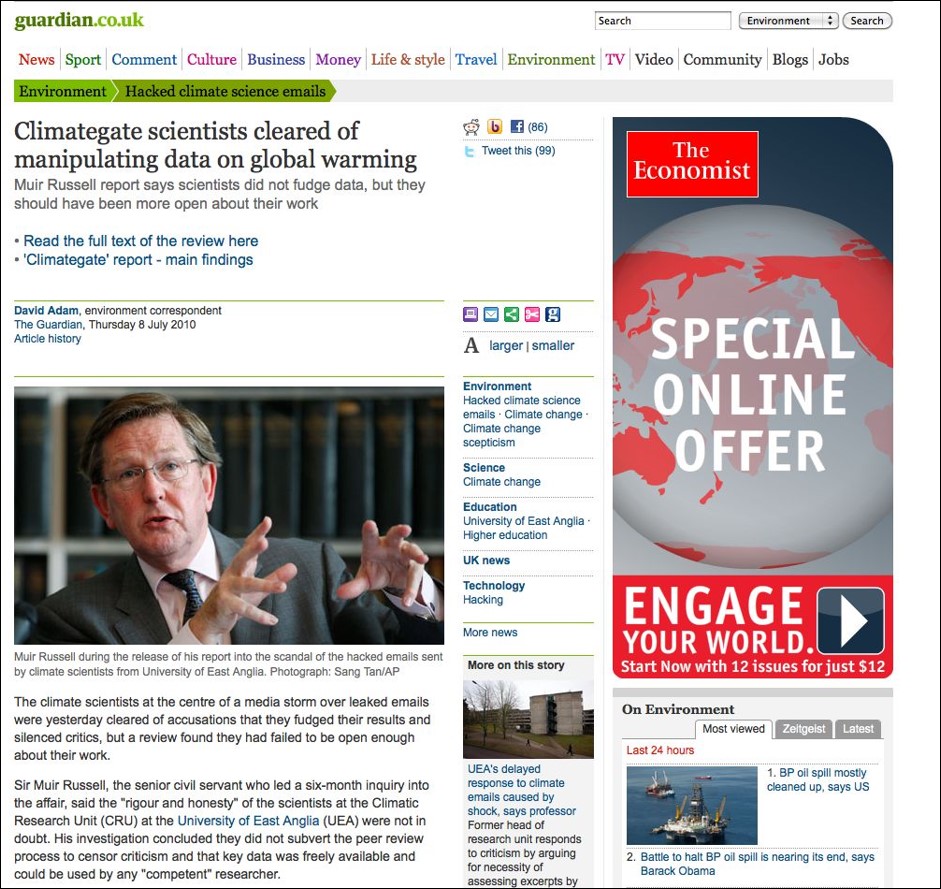 guardian.co.uk
Search
Environment
Search
News Sport Comment Culture Business Money Life & style Travel Environment TV Video Community Blogs Jobs
Environment Hacked climate science emails
Climategate scientists cleared of
manipulating data on global warming
Muir Russell report says scientists did not fudge data, but they
should have been more open about their work
• Read the full text of the review here
• 'Climategate' report - main findings
David Adam, environment correspondent
The Guardian, Thursday 8 July 2010
Article history
Muir Russell during the release of his report into the scandal of the hacked emails sent
by climate scientists from University of East Anglia. Photograph: Sang Tan/AP
The climate scientists at the centre of a media storm over leaked emails
were yesterday cleared of accusations that they fudged their results and
silenced critics, but a review found they had failed to be open enough
about their work.
Sir Muir Russell, the senior civil servant who led a six-month inquiry into
the affair, said the "rigour and honesty" of the scientists at the Climatic
Research Unit (CRU) at the University of East Anglia (UEA) were not in
doubt. His investigation concluded they did not subvert the peer review
process to censor criticism and that key data was freely available and
could be used by any "competent" researcher.
b f (86)
t Tweet this (99)
g
A larger | smaller
Environment
Hacked climate science
emails · Climate change ·
Climate change
scepticism
Science
Climate change
Education
University of East Anglia ·
Higher education
UK news
Technology
Hacking
More news
More on this story
UEA's delayed
response to climate
emails caused by
shock, says professor
Former head of
research unit responds
to criticism by arguing
for necessity of
assessing excerpts by
The
Economist
SPECIAL
ONLINE
OFFER
ENGAGE
YOUR WORLD.
Start Now with 12 issues for just $12
On Environment
Most viewed Zeitgeist Latest
Last 24 hours
1. BP oil spill mostly
cleaned up, says US
2. Battle to halt BP oil spill is nearing its end, says
Barack Obama